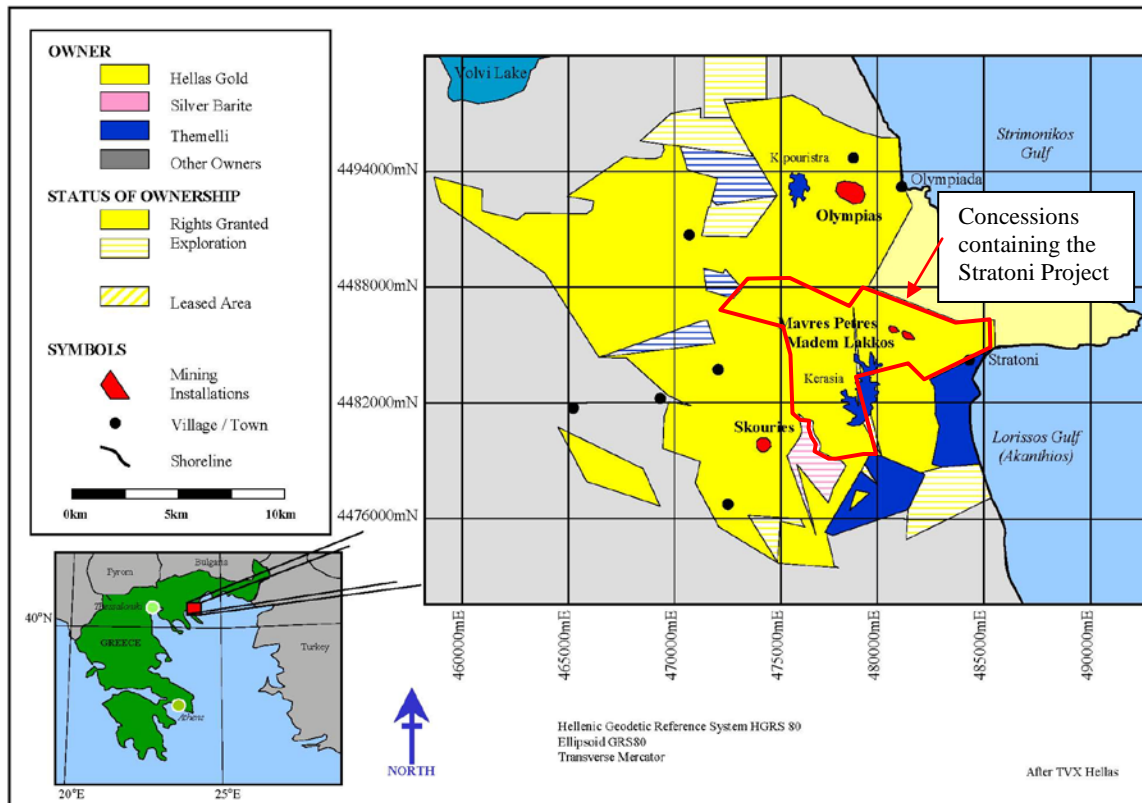 OWNER
Hellas Gold
Silver Barite
Themelli
Other Owners
STATUS OF OWNERSHIP
Rights Granted
Exploration
Leased Area
SYMBOLS
Mining
Installations
Village / Town
Shoreline
0km 5km 10km
Volvi Lake
Strimonikos
Gulf
Kipouristra
Olympiada
Olympias
Concessions
containing the
Stratoni Project
Mavres Petres
Madem Lakkos
Stratoni
Kerasia
Skouries
Lorissos Gulf
(Akanthios)
4494000mN
4488000mN
4482000mN
4476000mN
460000mE
465000mE
470000mE
475000mE
480000mE
485000mE
490000mE
Fyrom
Bulgaria
Thessaloniki
40°N
GREECE
Turkey
Athens
20°E 25°E
NORTH
Hellenic Geodetic Reference System HGRS 80
Ellipsoid GRS80
Transverse Mercator
After TVX Hellas